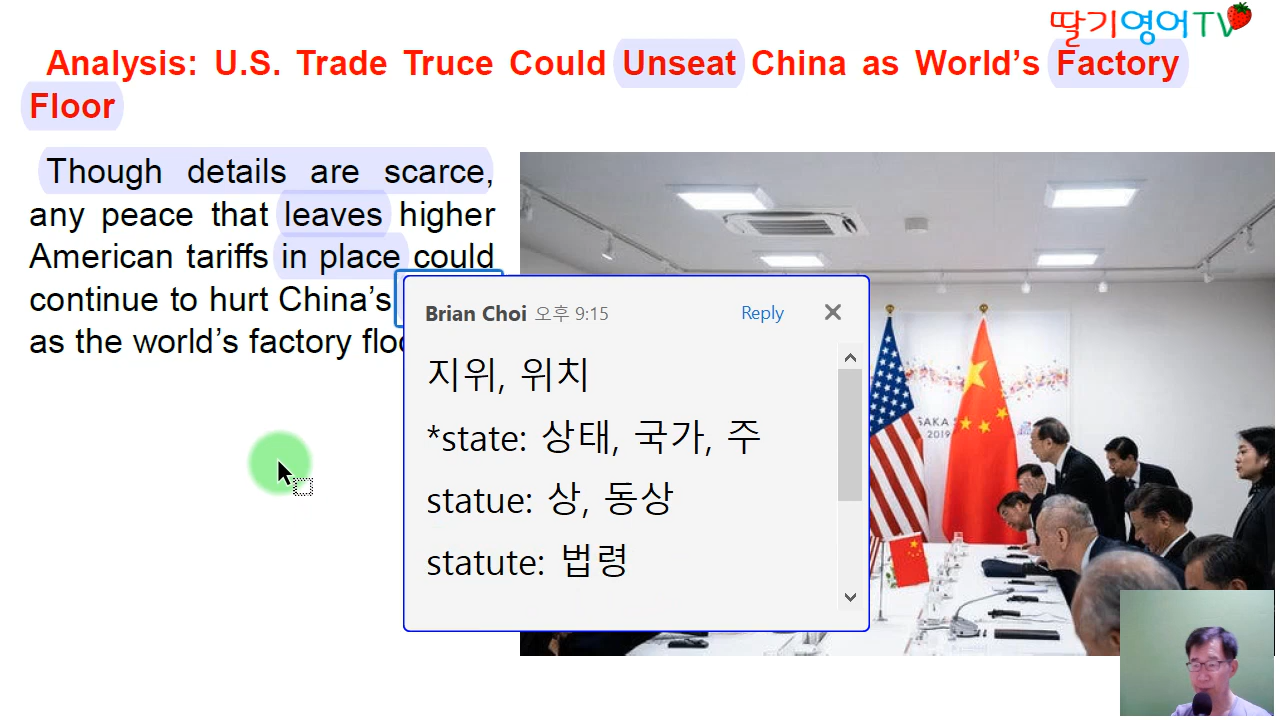 딸기영어TV
Analysis: U.S. Trade Truce Could Unseat China as World’s Factory
Floor
Though details are scarce,
any peace that leaves higher
American tariffs in place could
continue to hurt China’s
as the world’s factory
Brian Choi 오후 9:15 Reply
지위, 위치
*state: 상태, 국가, 주
statue: 상, 동상
statute: 법령
2019